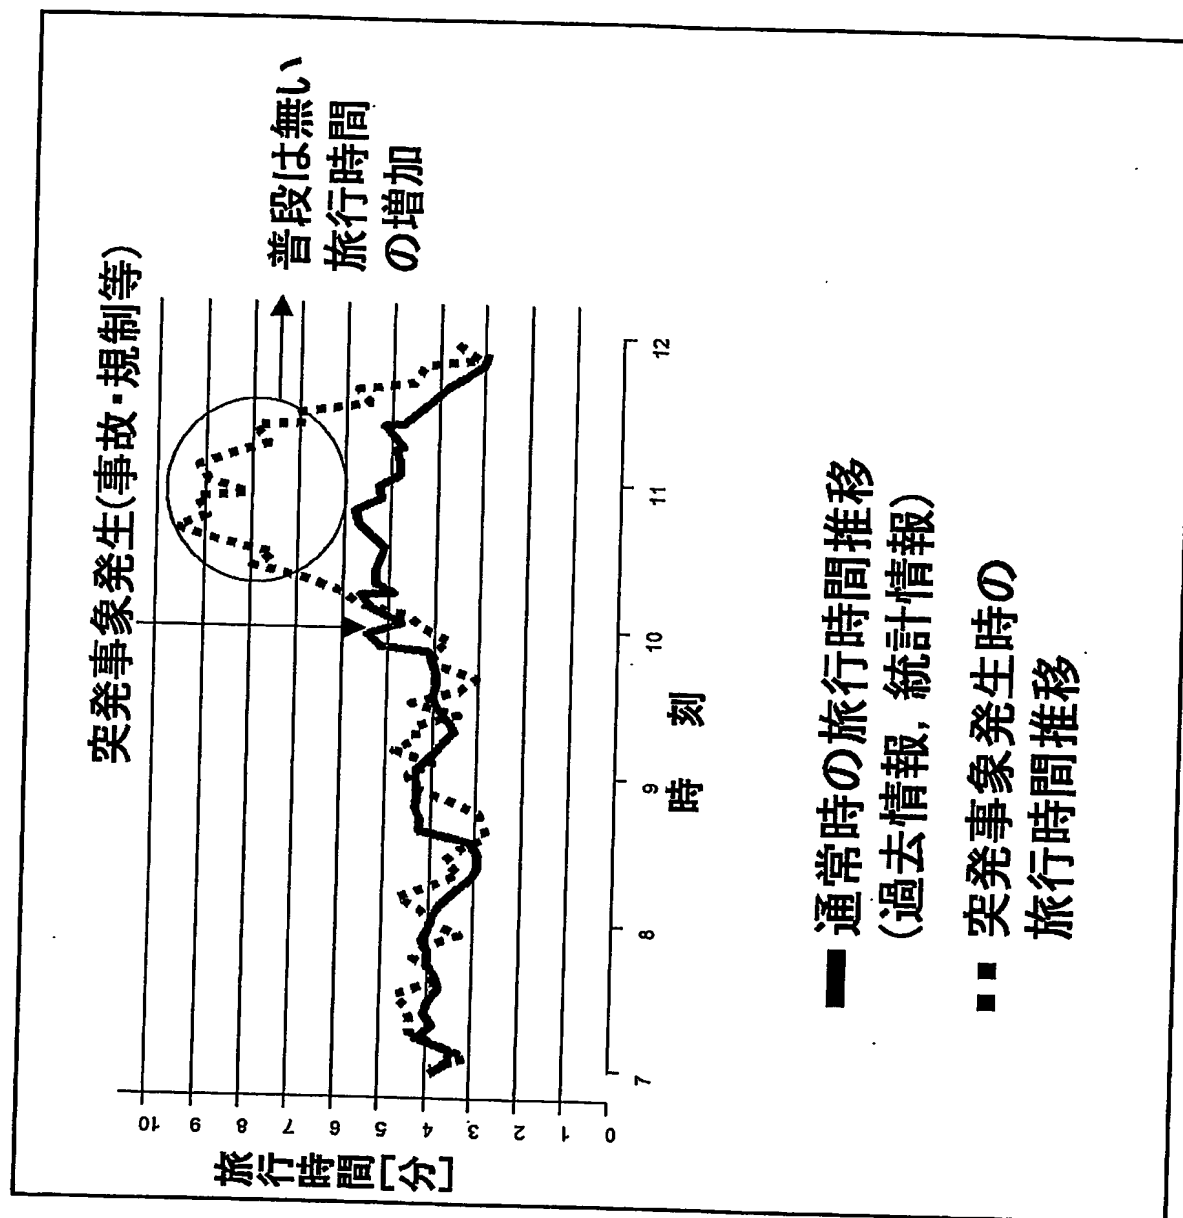 突発事象発生(事故・規制等)
普段は無い
旅行時間
の増加
旅行時間[分]
10
9
8
7
6
5
4
3
2
1
0
7
8
9
10
11
12
時 刻
通常時の旅行時間推移
(過去情報, 統計情報)
突発事象発生時の
旅行時間推移